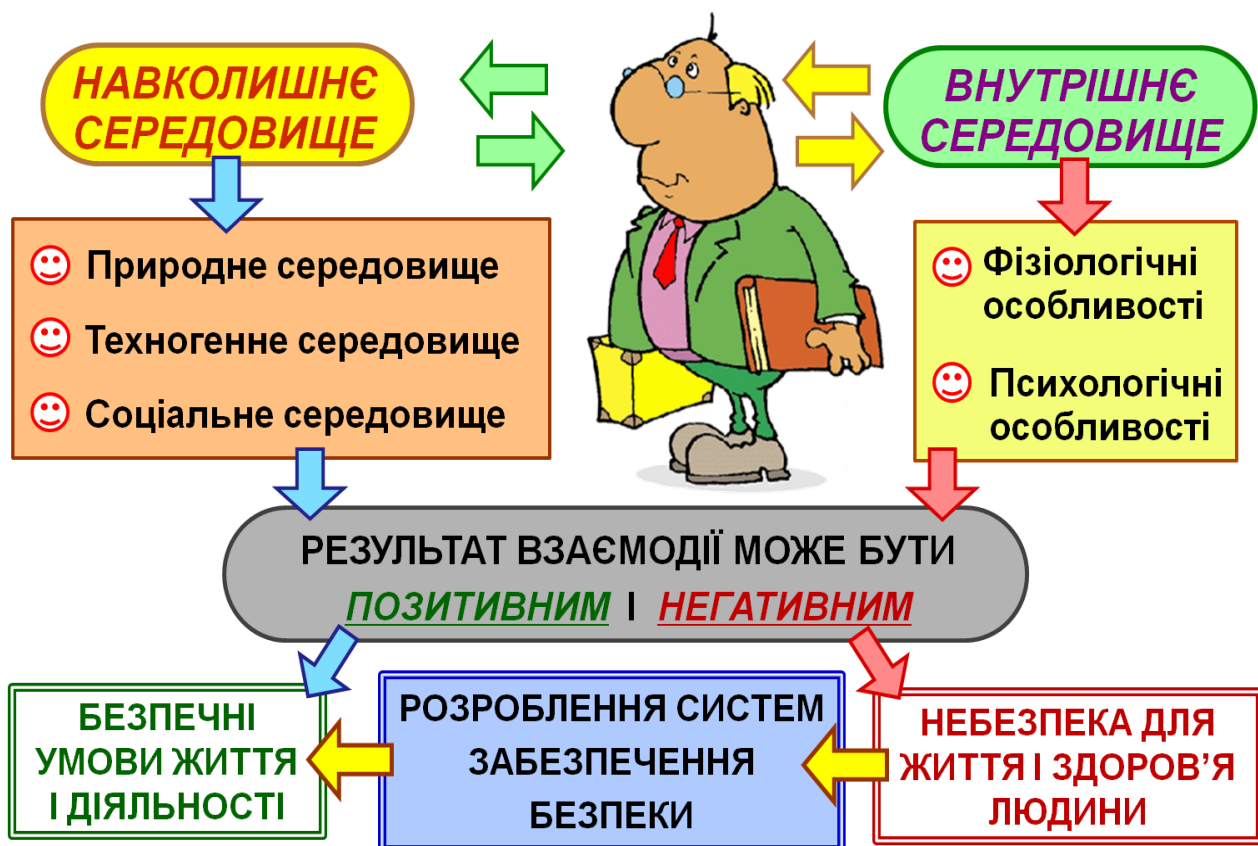 НАВКОЛИШНЄ
СЕРЕДОВИЩЕ
ВНУТРІШНЄ
СЕРЕДОВИЩЕ
Природне середовище
Техногенне середовище
Соціальне середовище
Фізіологічні
особливості
Психологічні
особливості
РЕЗУЛЬТАТ ВЗАЄМОДІЇ МОЖЕ БУТИ
ПОЗИТИВНИМ І НЕГАТИВНИМ
БЕЗПЕЧНІ
УМОВИ ЖИТТЯ
І ДІЯЛЬНОСТІ
РОЗРОБЛЕННЯ СИСТЕМ
ЗАБЕЗПЕЧЕННЯ
БЕЗПЕКИ
НЕБЕЗПЕКА ДЛЯ
ЖИТТЯ І ЗДОРОВ’Я
ЛЮДИНИ